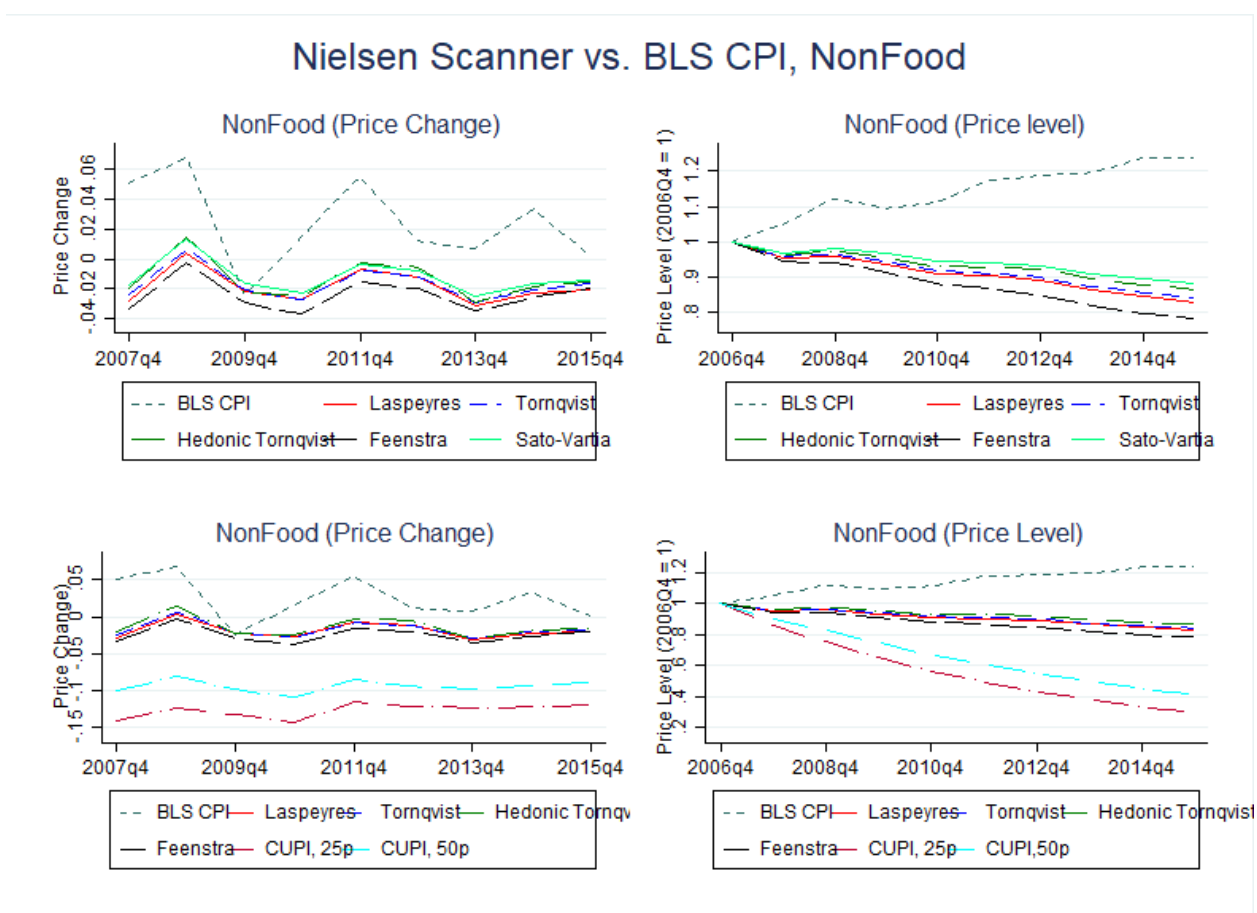 Nielsen Scanner vs. BLS CPI, NonFood
NonFood (Price Change)
Price Change
-.04-.02 0 .02 .04 .06
2007q4 2009q4 2011q4 2013q4 2015q4
BLS CPI Laspeyres Tornqvist
Hedonic Tornqvist Feenstra Sato-Vartia
NonFood (Price level)
Price Level (2006Q4 = 1)
.8 .9 1 1.1 1.2
2006q4 2008q4 2010q4 2012q4 2014q4
BLS CPI Laspeyres Tornqvist
Hedonic Tornqvist Feenstra Sato-Vartia
NonFood (Price Change)
Price Change)
-.15 -.1 -.05 0 .05
2007q4 2009q4 2011q4 2013q4 2015q4
BLS CPI Laspeyres Tornqvist Hedonic Tornqv
Feenstra CUPI, 25p CUPI, 50p
NonFood (Price Level)
Price Level (2006Q4 = 1)
.2 .4 .6 .8 1 1.2
2006q4 2008q4 2010q4 2012q4 2014q4
BLS CPI Laspeyres Tornqvist Hedonic Tornqvist
Feenstra CUPI, 25p CUPI,50p